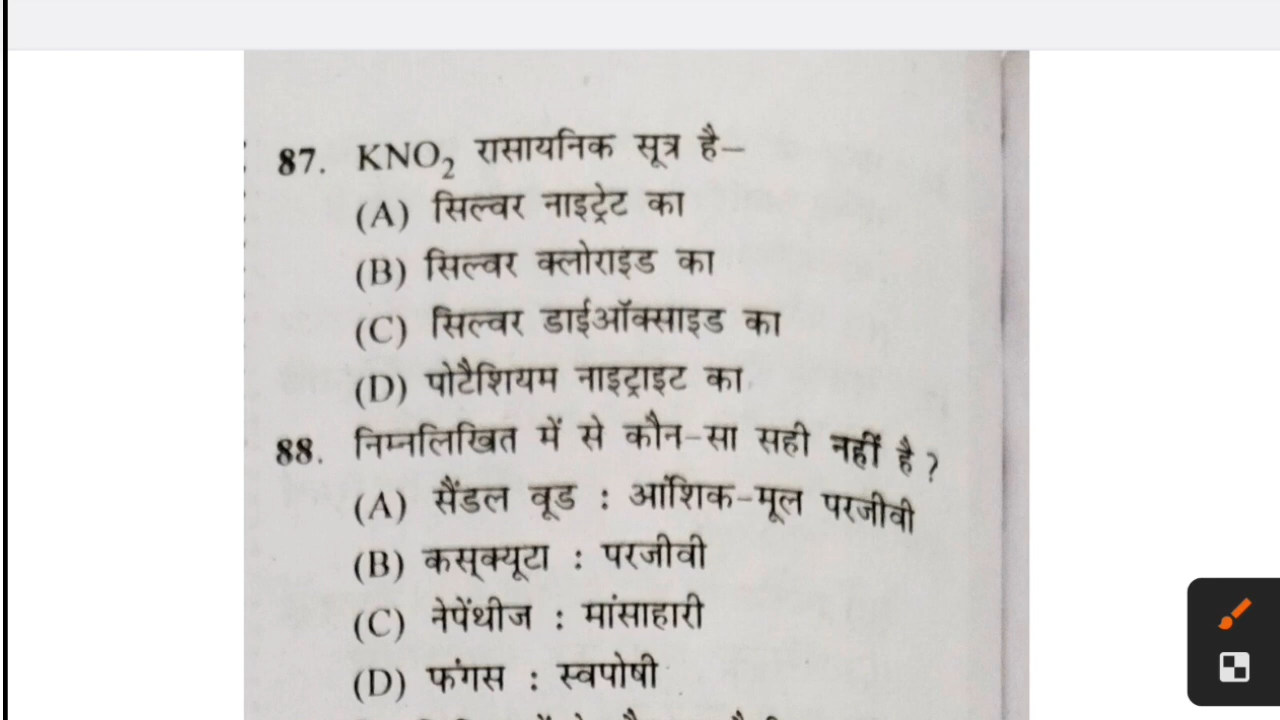 87. KNO₂ रासायनिक सूत्र है–
(A) सिल्वर नाइट्रेट का
(B) सिल्वर क्लोराइड का
(C) सिल्वर डाईऑक्साइड का
(D) पोटैशियम नाइट्राइट का
88. निम्नलिखित में से कौन-सा सही नहीं है ?
(A) सैंडल वूड : आंशिक-मूल परजीवी
(B) कस्क्यूटा : परजीवी
(C) नेपेंथीज : मांसाहारी
(D) फंगस : स्वपोषी